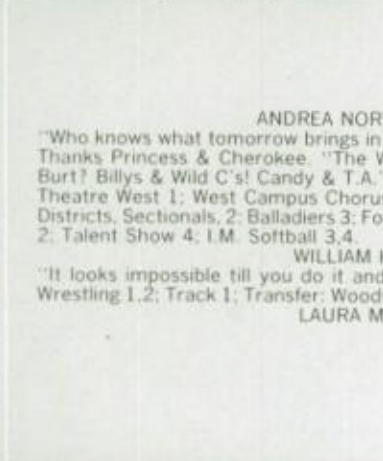 ANDREA NOR
"Who knows what tomorrow brings in
Thanks Princess & Cherokee. "The W
Burt? Billys & Wild C's! Candy & T.A."
Theatre West 1; West Campus Chorus
Districts, Sectionals, 2; Balladiers 3; Fo
2; Talent Show 4; I.M. Softball 3,4.
WILLIAM
"It looks impossible till you do it and
Wrestling 1,2; Track 1; Transfer: Wood
LAURA M